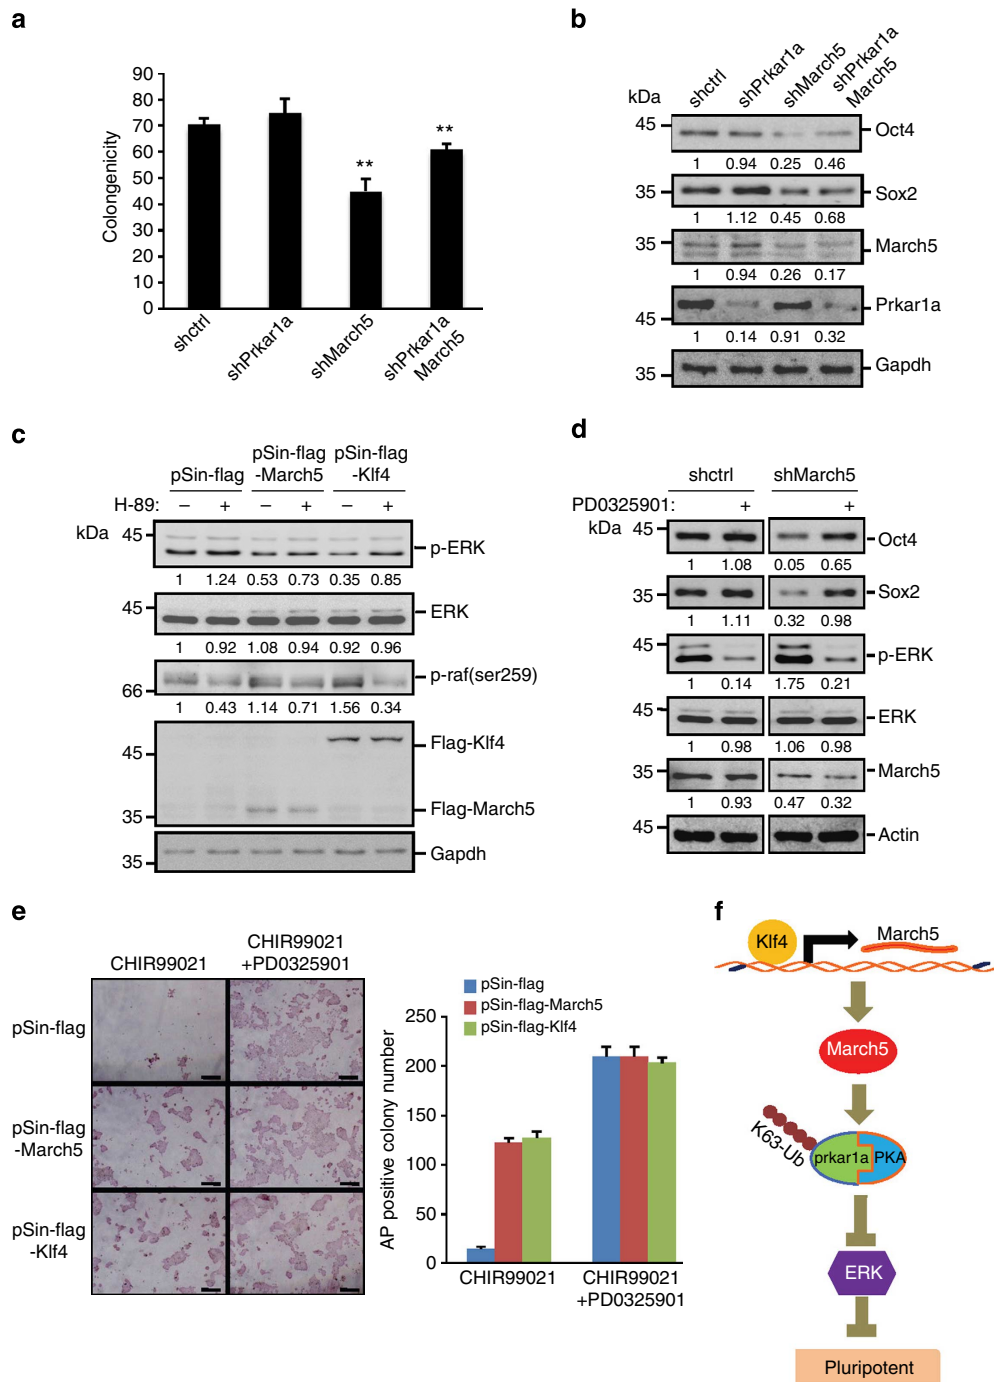 a
90
80
70
60
50
40
30
20
10
0
Colongenicity
**
**
shctrl
shPrkar1a
shMarch5
shPrkar1a
March5
b
kDa
shctrl
shPrkar1a
shMarch5
shPrkar1a
March5
45
Oct4
1 0.94 0.25 0.46
35
Sox2
1 1.12 0.45 0.68
35
March5
1 0.94 0.26 0.17
45
Prkar1a
1 0.14 0.91 0.32
35
Gapdh
c
pSin-flag
pSin-flag
-March5
pSin-flag
-Klf4
H-89: – + – + – +
kDa
45
p-ERK
1 1.24 0.53 0.73 0.35 0.85
45
ERK
1 0.92 1.08 0.94 0.92 0.96
66
p-raf(ser259)
1 0.43 1.14 0.71 1.56 0.34
45
Flag-Klf4
35
Flag-March5
35
Gapdh
d
shctrl shMarch5
PD0325901: + +
kDa
45
Oct4
1 1.08 0.05 0.65
35
Sox2
1 1.11 0.32 0.98
45
p-ERK
1 0.14 1.75 0.21
45
ERK
1 0.98 1.06 0.98
35
March5
1 0.93 0.47 0.32
45
Actin
e
CHIR99021
CHIR99021
+PD0325901
pSin-flag
pSin-flag
-March5
pSin-flag
-Klf4
pSin-flag
pSin-flag-March5
pSin-flag-Klf4
AP positive colony number
250
200
150
100
50
0
CHIR99021
CHIR99021
+PD0325901
f
Klf4
March5
March5
K63-Ub
prkar1a
PKA
ERK
Pluripotent